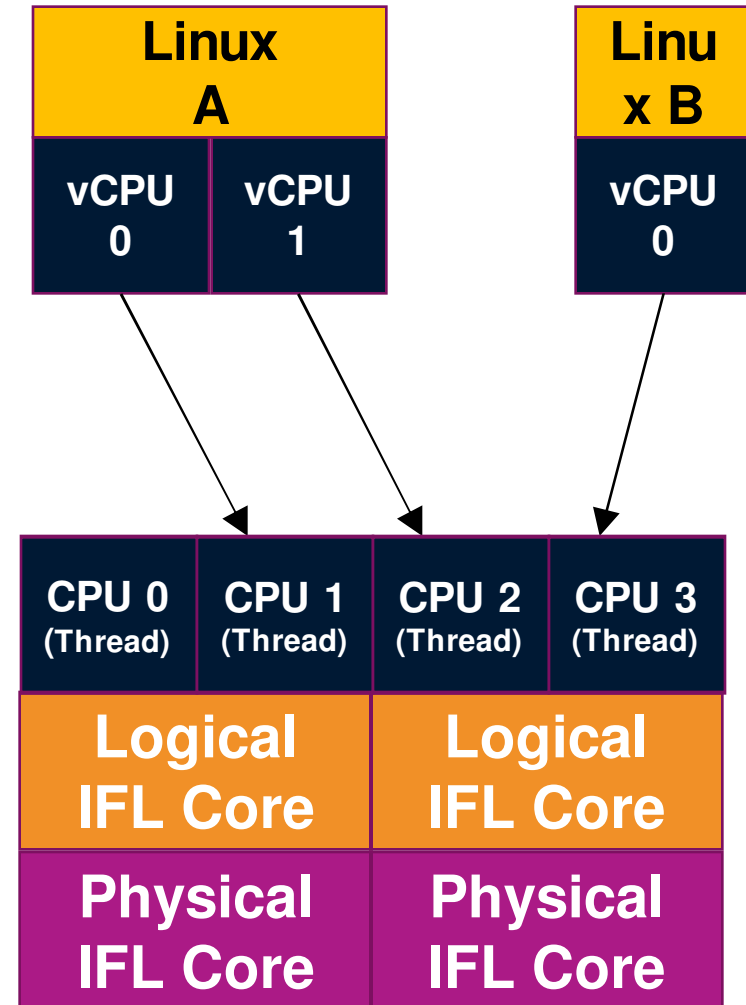 Linux
A
Linu
x B
vCPU
0
vCPU
1
vCPU
0
CPU 0
(Thread)
CPU 1
(Thread)
CPU 2
(Thread)
CPU 3
(Thread)
Logical
IFL Core
Logical
IFL Core
Physical
IFL Core
Physical
IFL Core